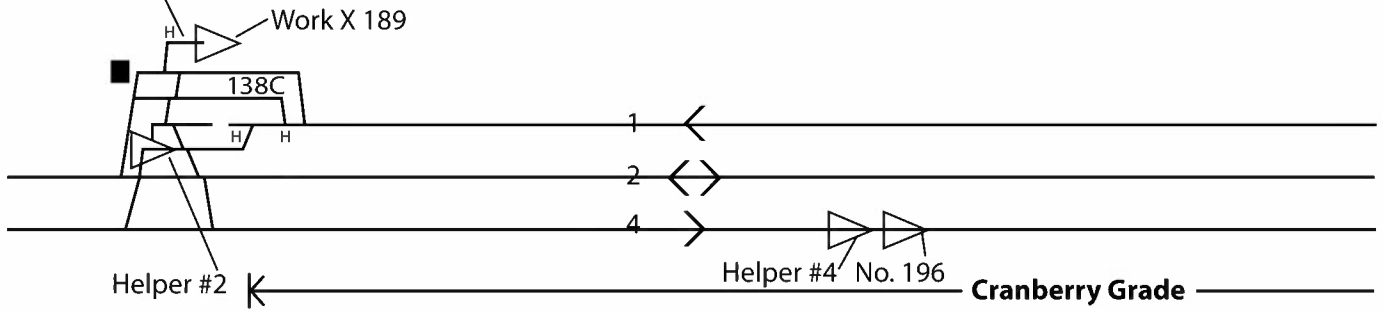 H
Work X 189
138C
1
H
H
2
4
Helper #4
No. 196
Helper #2
Cranberry Grade